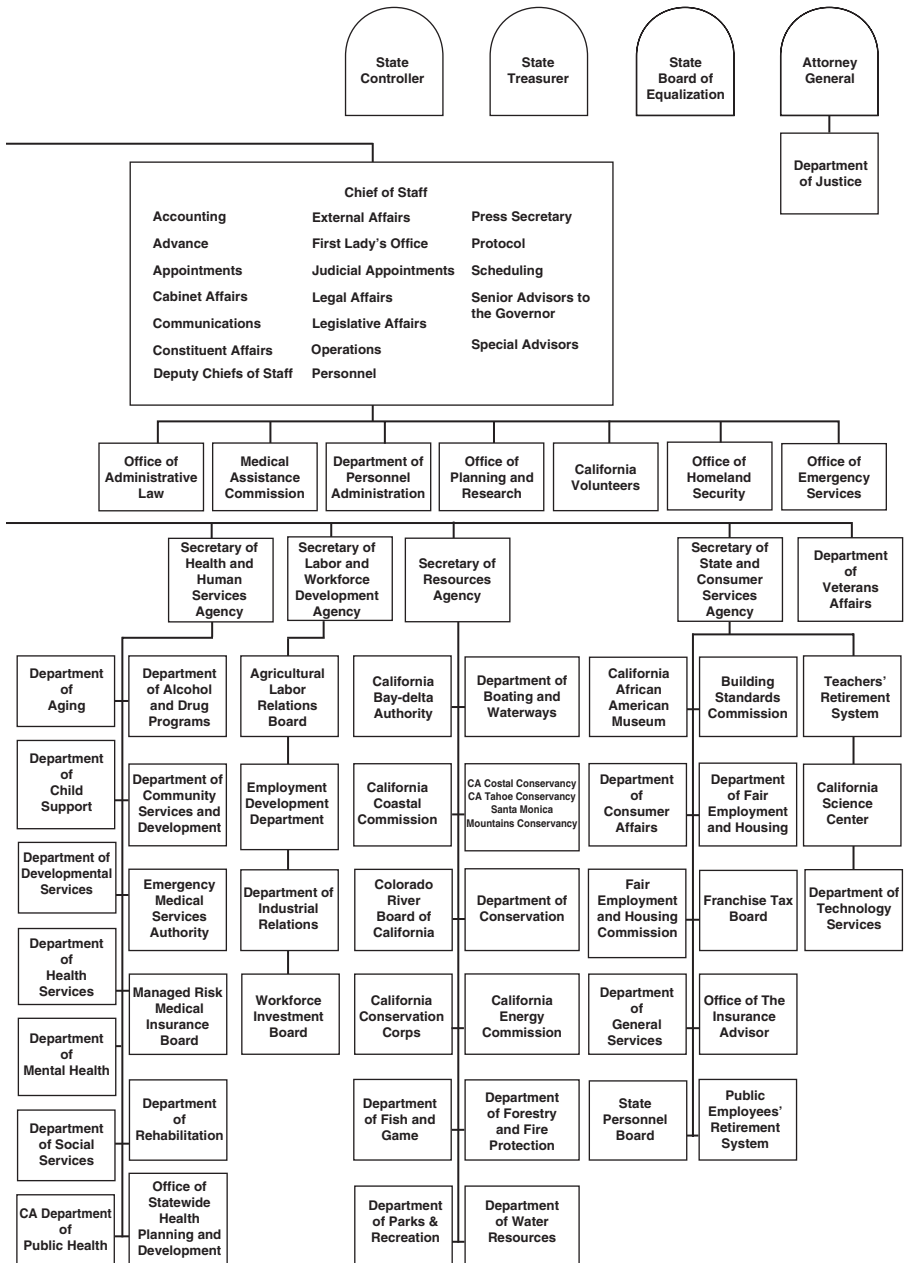 State
Controller
State
Treasurer
State
Board of
Equalization
Attorney
General
Department
of Justice
Chief of Staff
Accounting
Advance
Appointments
Cabinet Affairs
Communications
Constituent Affairs
Deputy Chiefs of Staff
External Affairs
First Lady's Office
Judicial Appointments
Legal Affairs
Legislative Affairs
Operations
Personnel
Press Secretary
Protocol
Scheduling
Senior Advisors to
the Governor
Special Advisors
Office of
Administrative
Law
Medical
Assistance
Commission
Department of
Personnel
Administration
Office of
Planning and
Research
California
Volunteers
Office of
Homeland
Security
Office of
Emergency
Services
Secretary of
Health and
Human
Services
Agency
Secretary of
Labor and
Workforce
Development
Agency
Secretary of
Resources
Agency
Secretary of
State and
Consumer
Services
Agency
Department
of
Veterans
Affairs
Department
of
Aging
Department
of Alcohol
and Drug
Programs
Department
of
Child
Support
Department of
Community
Services and
Development
Department of
Developmental
Services
Emergency
Medical
Services
Authority
Department
of
Health
Services
Managed Risk
Medical
Insurance
Board
Department
of
Mental Health
Department
of
Rehabilitation
Department
of Social
Services
CA Department
of
Public Health
Office of
Statewide
Health
Planning and
Development
Agricultural
Labor
Relations
Board
Employment
Development
Department
Department of
Industrial
Relations
Workforce
Investment
Board
California
Bay-delta
Authority
Department of
Boating and
Waterways
California
Coastal
Commission
CA Costal Conservancy
CA Tahoe Conservancy
Santa Monica
Mountains Conservancy
Colorado
River
Board of
California
Department of
Conservation
California
Conservation
Corps
California
Energy
Commission
Department
of Fish and
Game
Department
of Forestry
and Fire
Protection
Department
of Parks &
Recreation
Department
of Water
Resources
California
African
American
Museum
Building
Standards
Commission
Teachers'
Retirement
System
Department
of
Consumer
Affairs
Department
of Fair
Employment
and Housing
California
Science
Center
Fair
Employment
and Housing
Commission
Franchise Tax
Board
Department of
Technology
Services
Department
of
General
Services
Office of The
Insurance
Advisor
State
Personnel
Board
Public
Employees'
Retirement
System